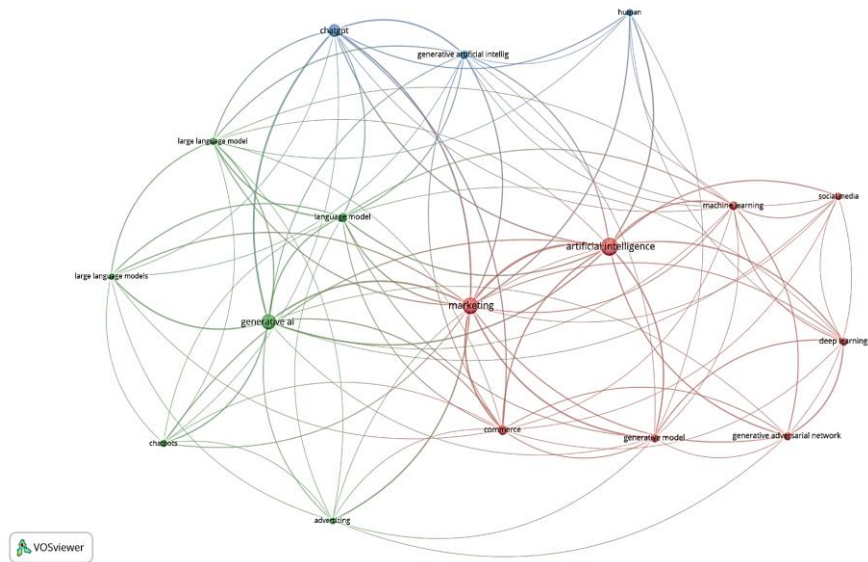 human
chatgpt
generative artificial intellig
large language model
machine learning
social media
language model
artificial intelligence
large language models
marketing
generative ai
deep learning
commerce
generative model
generative adversarial network
chatbots
advertizing
VOSviewer